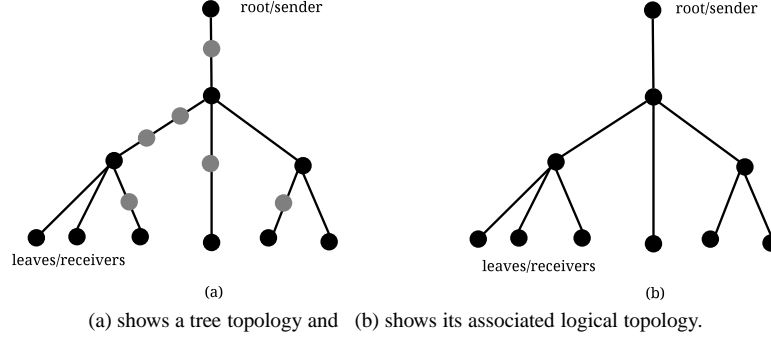 root/sender
root/sender
leaves/receivers
leaves/receivers
(a)
(b)
(a) shows a tree topology and (b) shows its associated logical topology.